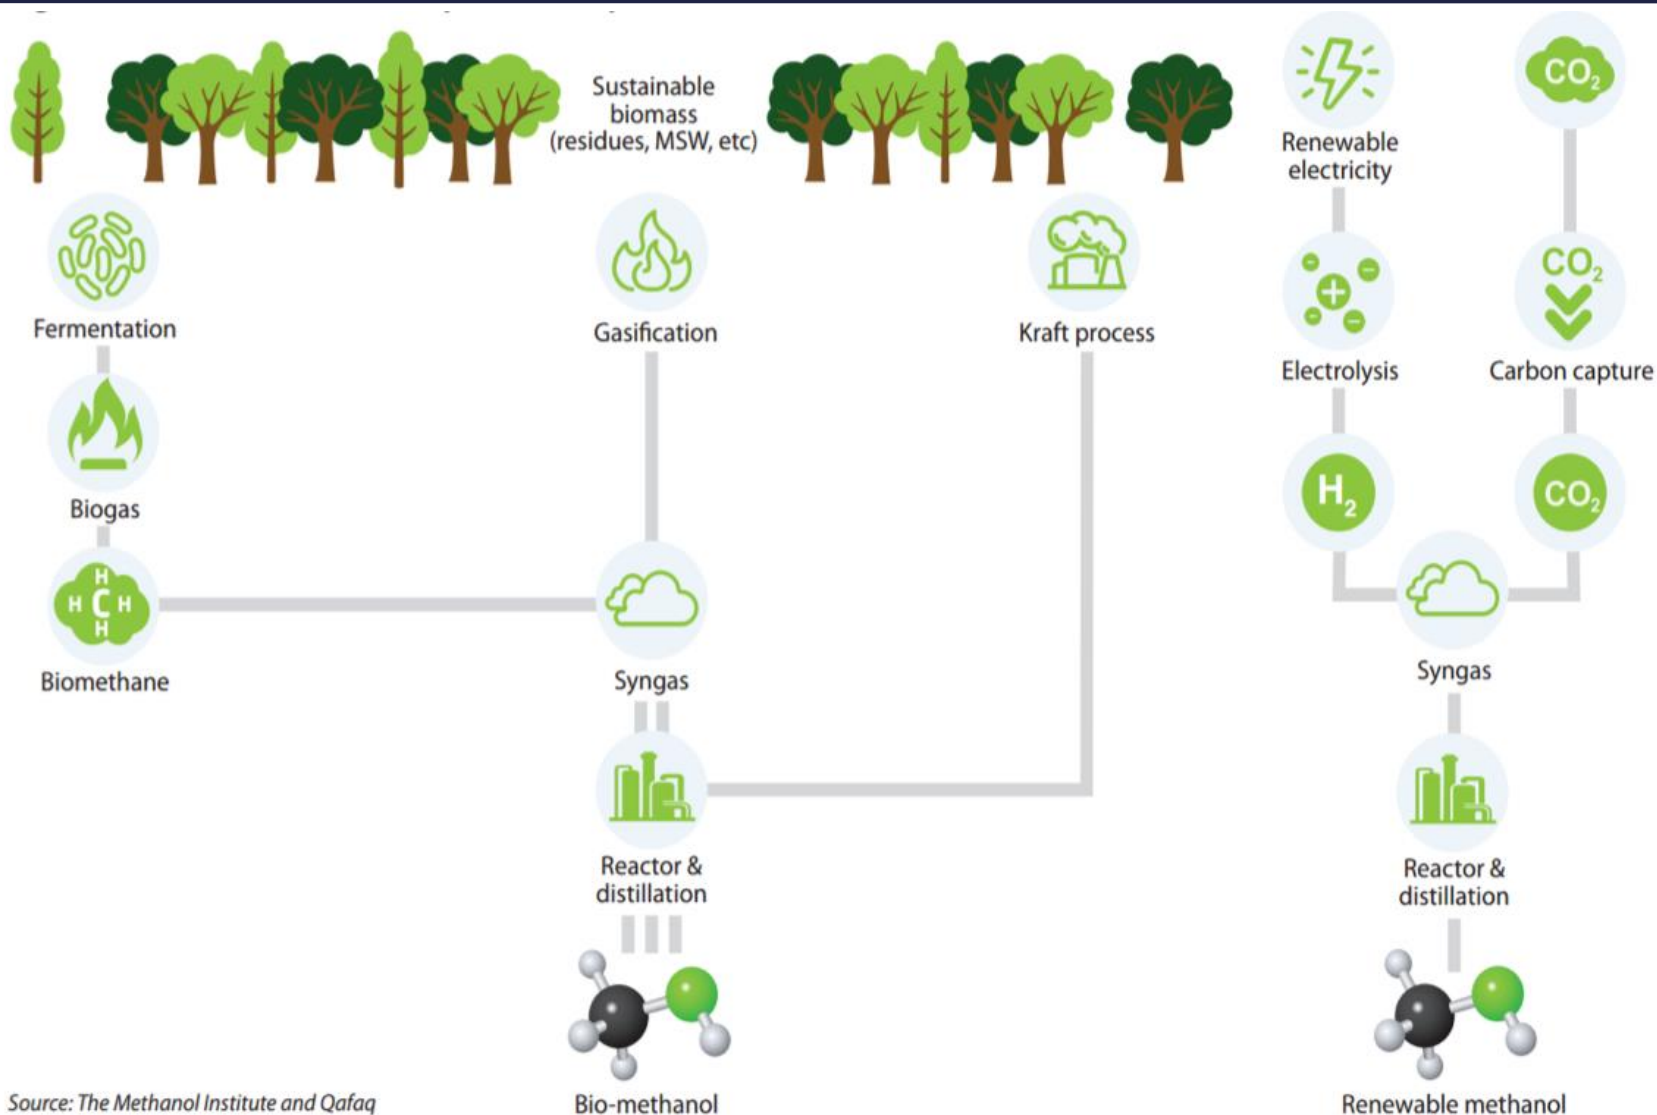 Sustainable
biomass
(residues, MSW, etc)
Fermentation
Biogas
H
H C H
H
Biomethane
Gasification
Syngas
Reactor &
distillation
Bio-methanol
Kraft process
Renewable
electricity
Electrolysis
H₂
CO₂
CO₂
Carbon capture
CO₂
Syngas
Reactor &
distillation
Renewable methanol
Source: The Methanol Institute and Qafaq